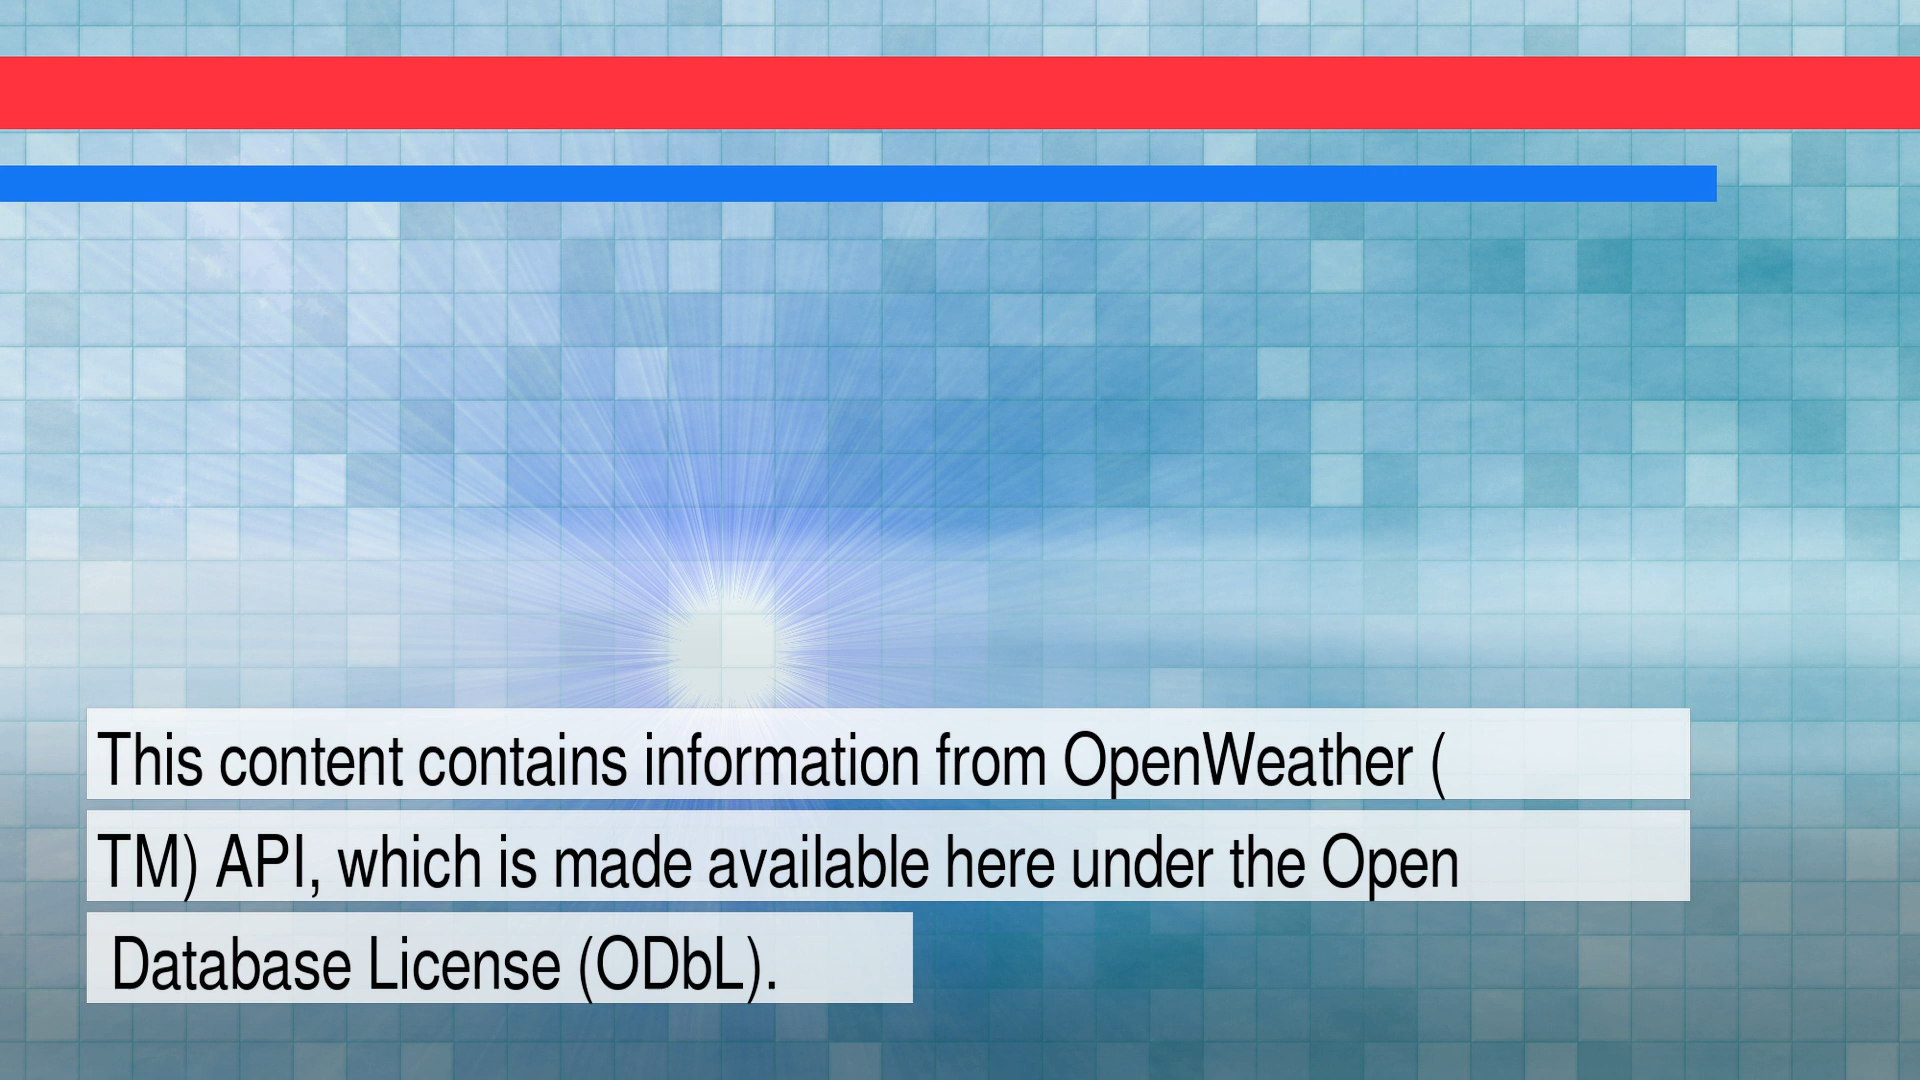 This content contains information from OpenWeather (
TM) API, which is made available here under the Open
Database License (ODbL).